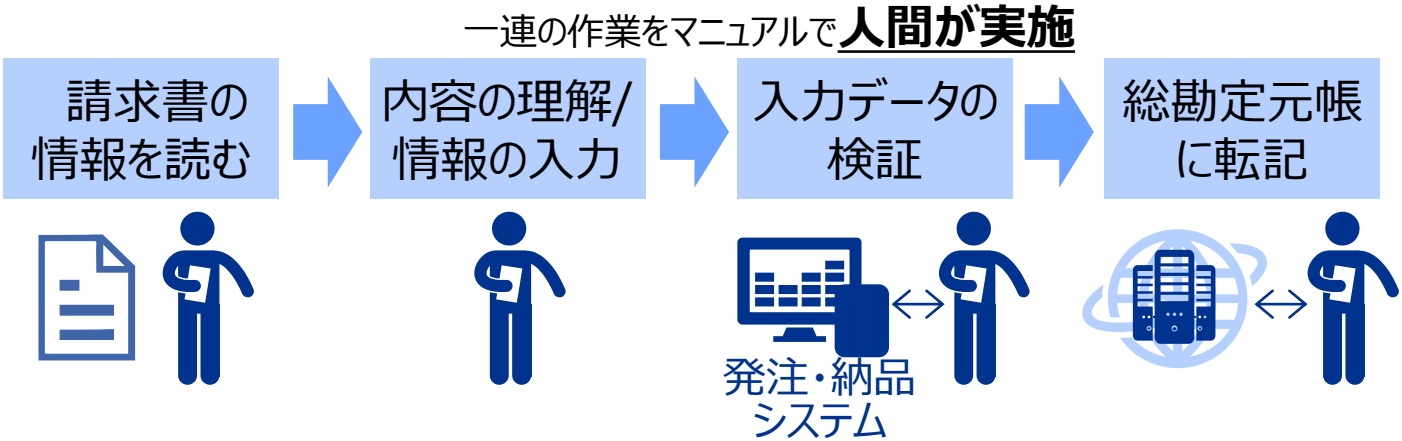 一連の作業をマニュアルで人間が実施
請求書の
情報を読む
内容の理解/
情報の入力
入力データの
検証
総勘定元帳
に転記
発注・納品
システム